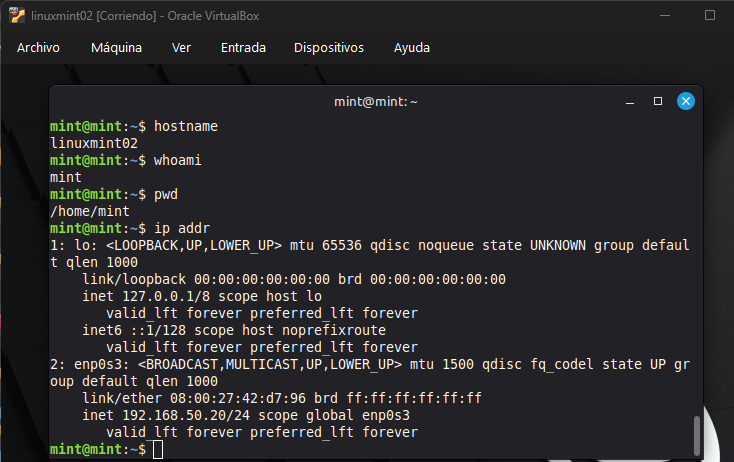 linuxmint02 [Corriendo] - Oracle VirtualBox
Archivo Máquina Ver Entrada Dispositivos Ayuda
mint@mint:~
mint@mint:~$ hostname
linuxmint02
mint@mint:~$ whoami
mint
mint@mint:~$ pwd
/home/mint
mint@mint:~$ ip addr
1: lo: <LOOPBACK,UP,LOWER_UP> mtu 65536 qdisc noqueue state UNKNOWN group defaul
t qlen 1000
    link/loopback 00:00:00:00:00:00 brd 00:00:00:00:00:00
    inet 127.0.0.1/8 scope host lo
       valid_lft forever preferred_lft forever
    inet6 ::1/128 scope host noprefixroute
       valid_lft forever preferred_lft forever
2: enp0s3: <BROADCAST,MULTICAST,UP,LOWER_UP> mtu 1500 qdisc fq_codel state UP gr
oup default qlen 1000
    link/ether 08:00:27:42:d7:96 brd ff:ff:ff:ff:ff:ff
    inet 192.168.50.20/24 scope global enp0s3
       valid_lft forever preferred_lft forever
mint@mint:~$